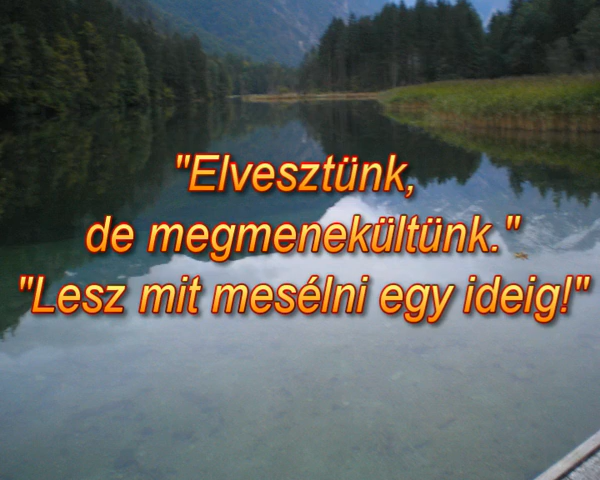 "Elvesztünk,
de megmenekültünk."
"Lesz mit mesélni egy ideig!"